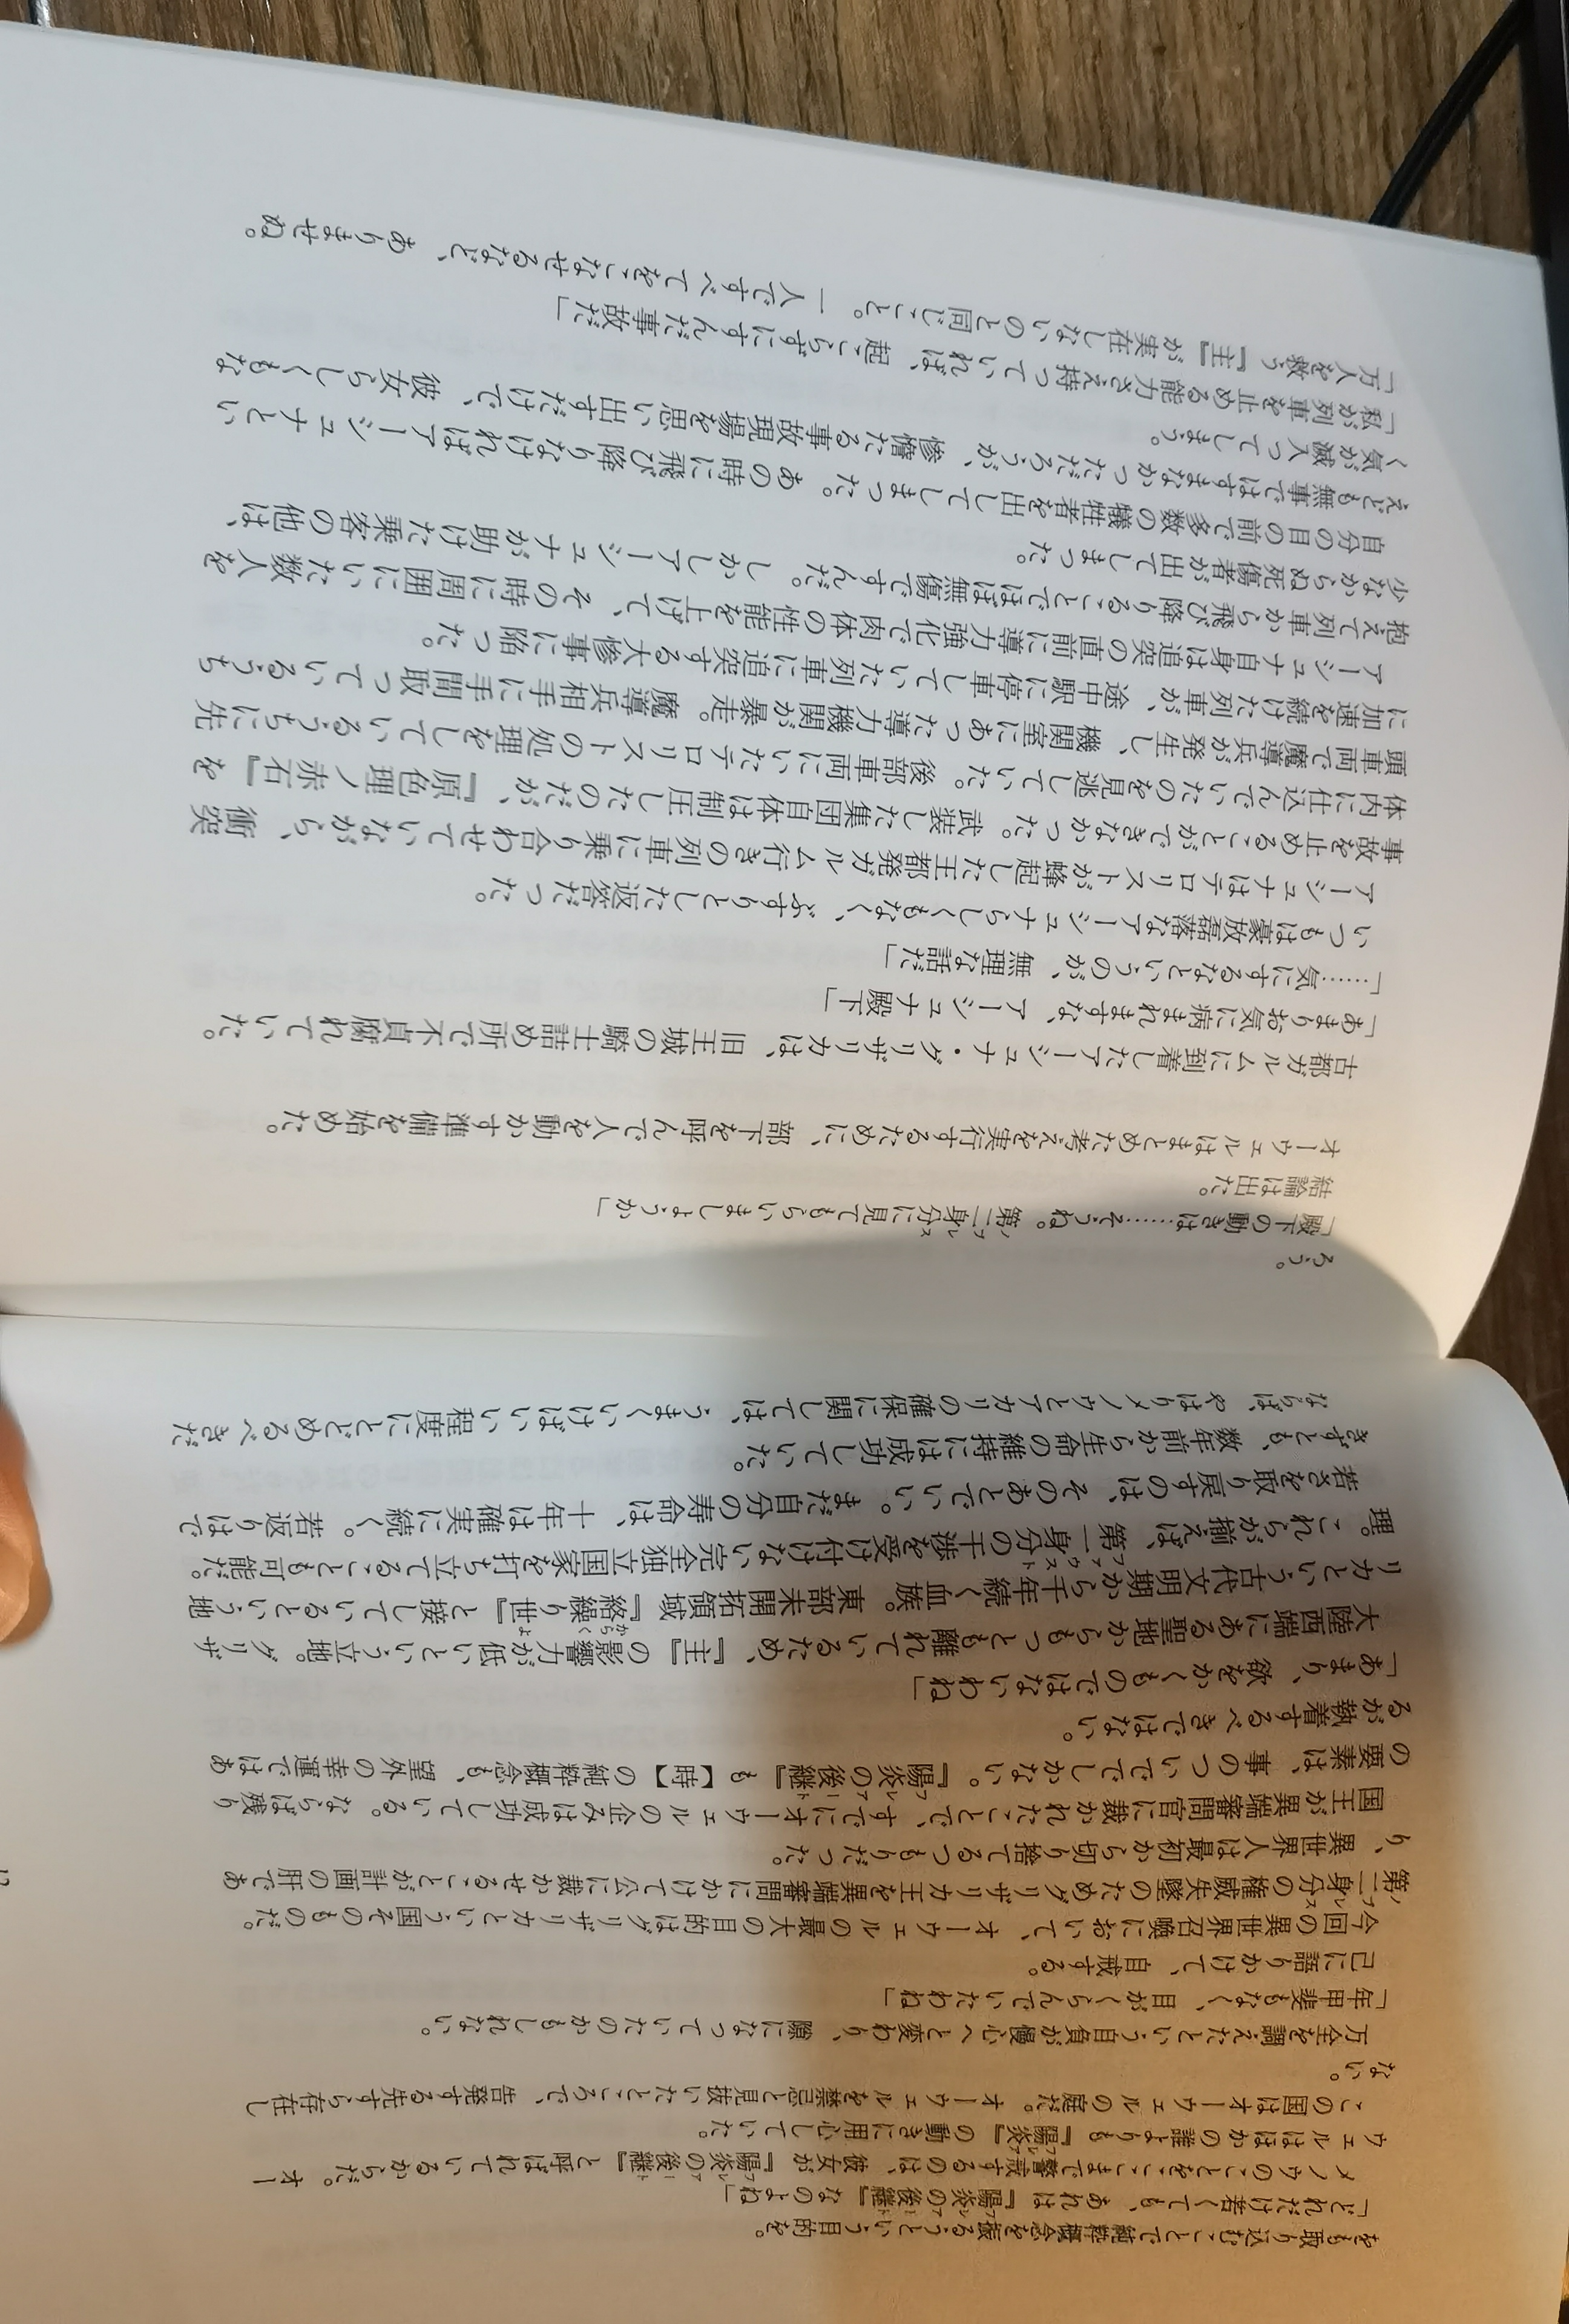 をも取り込むことで純粋概念を振るうという目的を。
「どれだけ若くても、あれは『陽炎の後継』なのよね」
メノウのことをここまで警戒するのは、彼女が『陽炎の後継』と呼ばれているからだ。オー
ウェルはほかの誰よりも『陽炎』の動きに用心していた。
この国はオーウェルの庭だ。オーウェルを禁忌と見抜いたところで、告発する先すら存在し
ない。
万全を調えたという自負が慢心へと変わり、隙になっていたのかもしれない。
「年甲斐もなく、目がくらんでいたわね」
己に語りかけて、自戒する。
今回の異世界召喚において、オーウェルの最大の目的はグリザリカという国そのものだ。
第二身分の権威失墜のためグリザリカ王を異端審問にかけて公に裁かせることが計画の肝であ
り、異世界人は最初から切り捨てるつもりだった。
国王が異端審問官に裁かれたことで、すでにオーウェルの企みは成功している。ならば残り
の要素は、事のついででしかない。『陽炎の後継』も【時】の純粋概念も、望外の幸運ではあ
るが執着するべきではない。
「あまり、欲をかくものではないわね」
大陸西端にある聖地からもっとも離れているため、『主』の影響力が低いという立地。グリザ
リカという古代文明期から千年続く血族。東部未開拓領域『絡繰り世』と接しているという地
理。これらが揃えば、第一身分の干渉を受け付けない完全独立国家を打ち立てることも可能だ。
若さを取り戻すのは、そのあとでいい。まだ自分の寿命は、十年は確実に続く。若返りはで
きずとも、数年前から生命の維持には成功していた。
ならば、やはりメノウとアカリの確保に関しては、うまくいけばいい程度にとどめるべきだ
ろう。
「殿下の動きは……そうね。第二身分に見てもらいましょうか」
結論は出た。
オーウェルはまとめた考えを実行するために、部下を呼んで人を動かす準備を始めた。
古都ガルムに到着したアーシュナ・グリザリカは、旧王城の騎士詰め所で不貞腐れていた。
「あまりお気に病まれますな、アーシュナ殿下」
「……気にするなというのが、無理な話だ」
いつもは豪放磊落なアーシュナらしくもなく、ぶすりとした返答だった。
アーシュナはテロリストが蜂起した王都発ガルム行きの列車に乗り合わせていながら、衝突
事故を止めることができなかった。武装した集団自体は制圧したのだが、『原色理ノ赤石』を
体内に仕込んでいたのを見逃していた。後部車両にいたテロリストの処理をしているうちに先
頭車両で魔導兵が発生し、機関室にあった導力機関が暴走。魔導兵相手に手間取っているうち
に加速を続けた列車が、途中駅に停車していた列車に追突する大惨事に陥った。
アーシュナ自身は追突の直前に導力強化で肉体の性能を上げて、その時に周囲にいた数人を
抱えて列車から飛び降りることでほぼ無傷ですんだ。しかしアーシュナが助けた乗客の他は、
少なからぬ死傷者が出てしまった。
自分の目の前で多数の犠牲者を出してしまった。あの時に飛び降りなければアーシュナとい
えども無事ではすまなかっただろうが、惨憺たる事故現場を思い出すだけで、彼女らしくもな
く気が滅入ってしまう。
「私が列車を止める能力さえ持っていれば、起こらずにすんだ事故だ」
「万人を救う『主』が実在しないのと同じこと。一人ですべてをこなせるなど、ありませぬ。